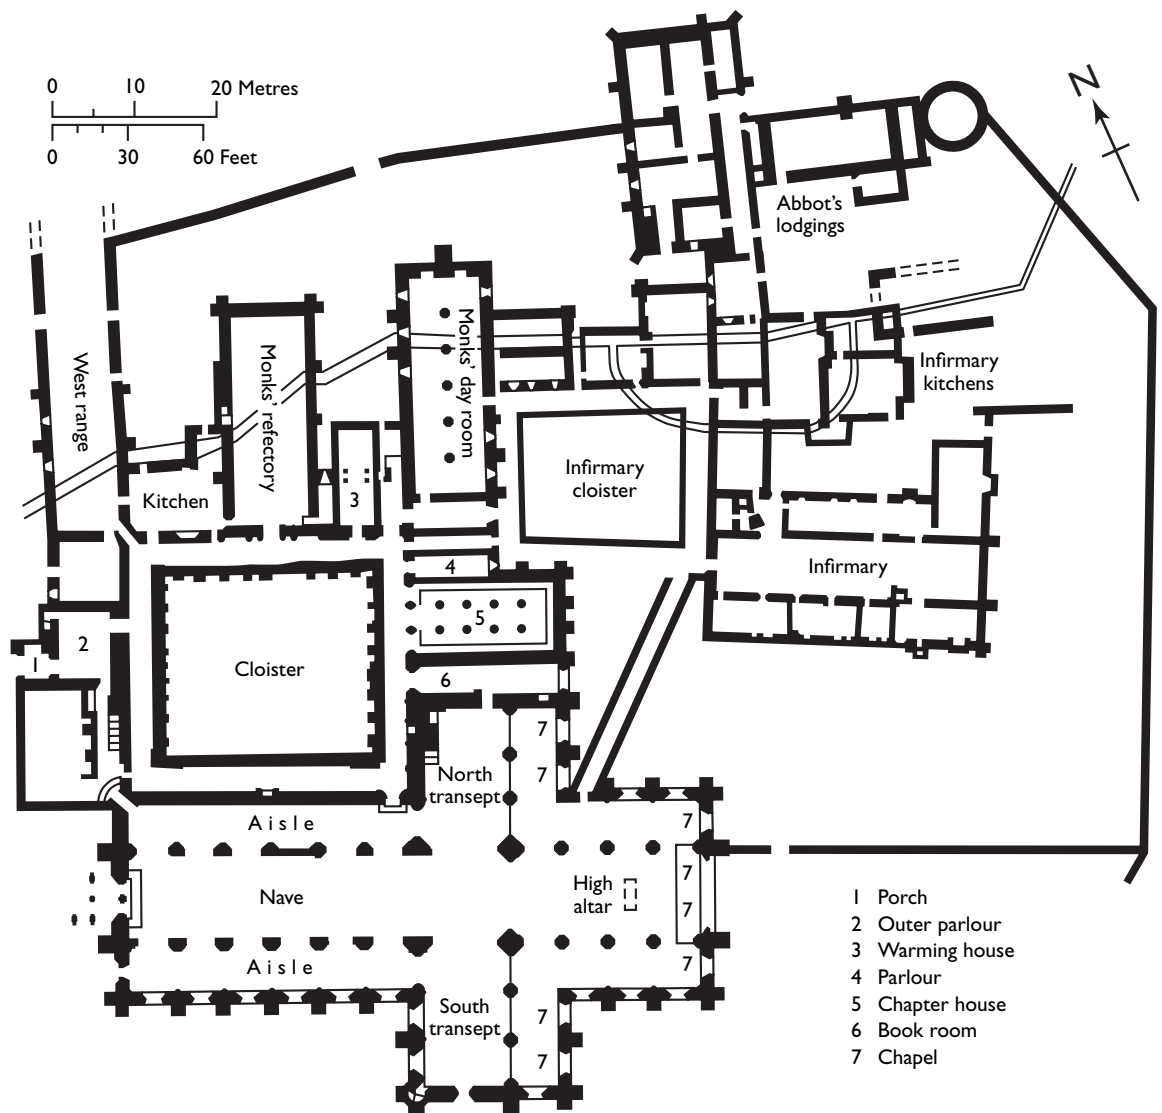 0 10 20 Metres
0 30 60 Feet
N
Abbot's
lodgings
West range
Monks' refectory
Monks' day room
Infirmary
kitchens
Kitchen
3
Infirmary
cloister
4
Infirmary
5
2
1
Cloister
6
7
7
North
transept
Aisle
7
7
High
altar
Nave
7
Aisle
7
South
transept
7
7
1 Porch
2 Outer parlour
3 Warming house
4 Parlour
5 Chapter house
6 Book room
7 Chapel